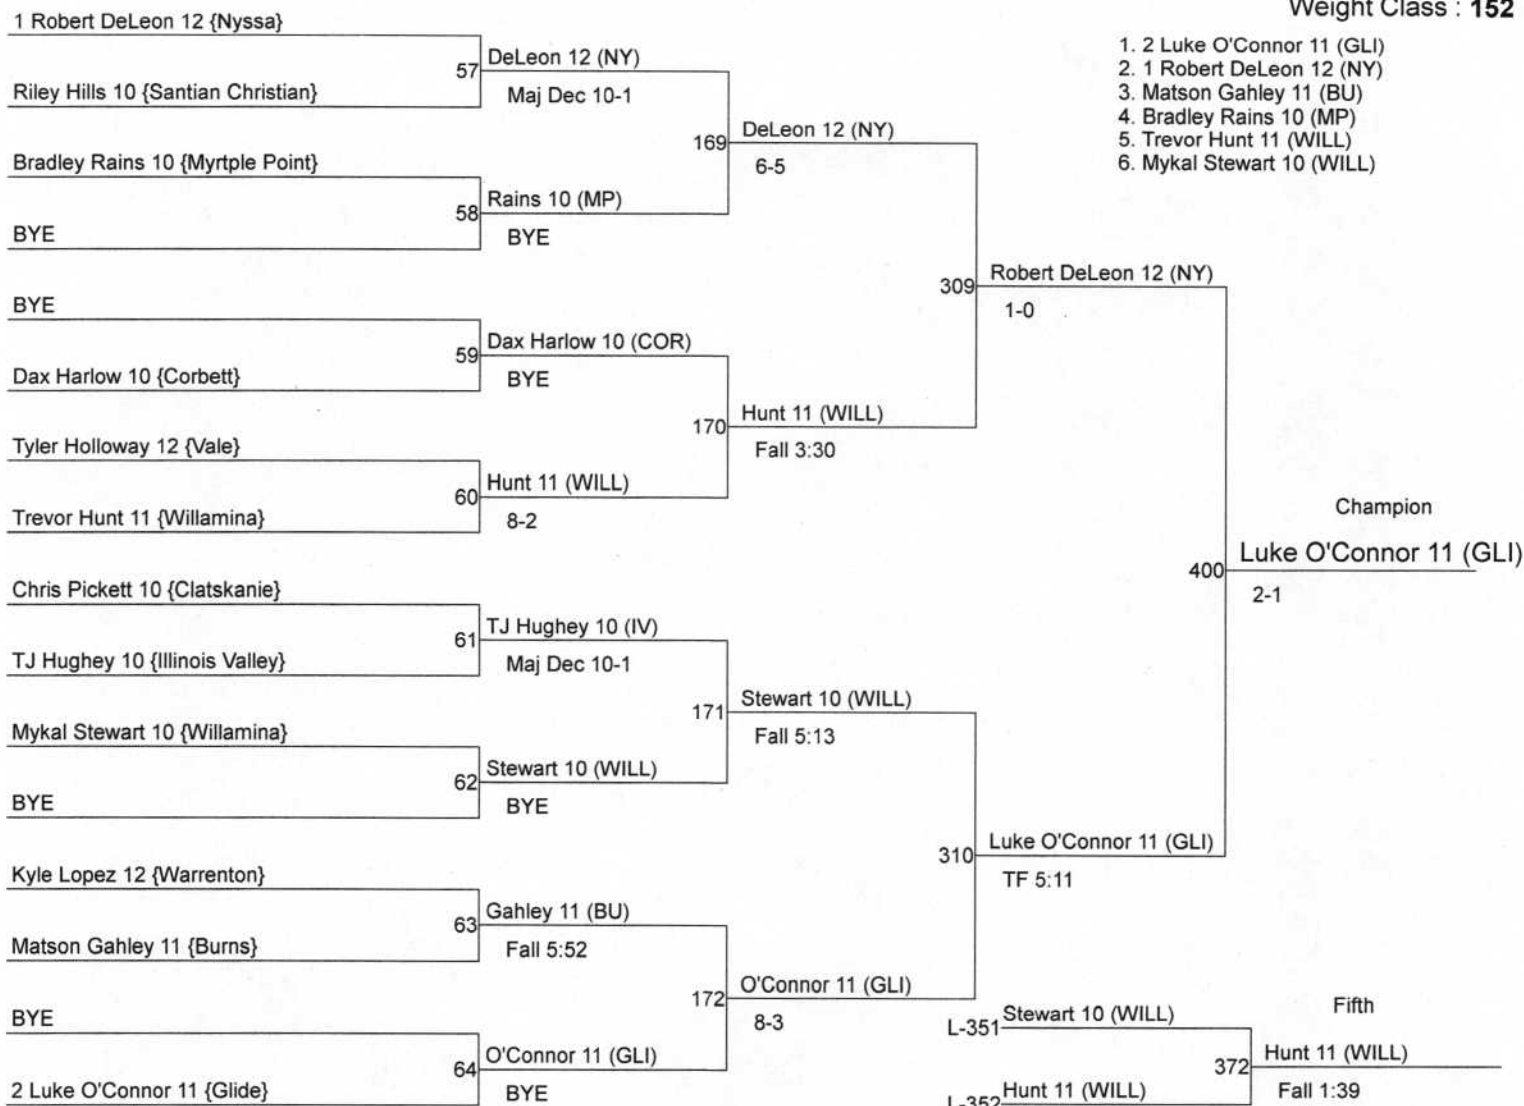 Weight Class : 152
1. 2 Luke O'Connor 11 (GLI)
2. 1 Robert DeLeon 12 (NY)
3. Matson Gahley 11 (BU)
4. Bradley Rains 10 (MP)
5. Trevor Hunt 11 (WILL)
6. Mykal Stewart 10 (WILL)
1 Robert DeLeon 12 {Nyssa}
Riley Hills 10 {Santian Christian}
Bradley Rains 10 {Myrtple Point}
BYE
BYE
Dax Harlow 10 {Corbett}
Tyler Holloway 12 {Vale}
Trevor Hunt 11 {Willamina}
Chris Pickett 10 {Clatskanie}
TJ Hughey 10 {Illinois Valley}
Mykal Stewart 10 {Willamina}
BYE
Kyle Lopez 12 {Warrenton}
Matson Gahley 11 {Burns}
BYE
2 Luke O'Connor 11 {Glide}
57 DeLeon 12 (NY)
Maj Dec 10-1
58 Rains 10 (MP)
BYE
59 Dax Harlow 10 (COR)
BYE
60 Hunt 11 (WILL)
8-2
61 TJ Hughey 10 (IV)
Maj Dec 10-1
62 Stewart 10 (WILL)
BYE
63 Gahley 11 (BU)
Fall 5:52
64 O'Connor 11 (GLI)
BYE
169 DeLeon 12 (NY)
6-5
170 Hunt 11 (WILL)
Fall 3:30
171 Stewart 10 (WILL)
Fall 5:13
172 O'Connor 11 (GLI)
8-3
309 Robert DeLeon 12 (NY)
1-0
310 Luke O'Connor 11 (GLI)
TF 5:11
Champion
400 Luke O'Connor 11 (GLI)
2-1
L-351 Stewart 10 (WILL)
L-352 Hunt 11 (WILL)
Fifth
372 Hunt 11 (WILL)
Fall 1:39